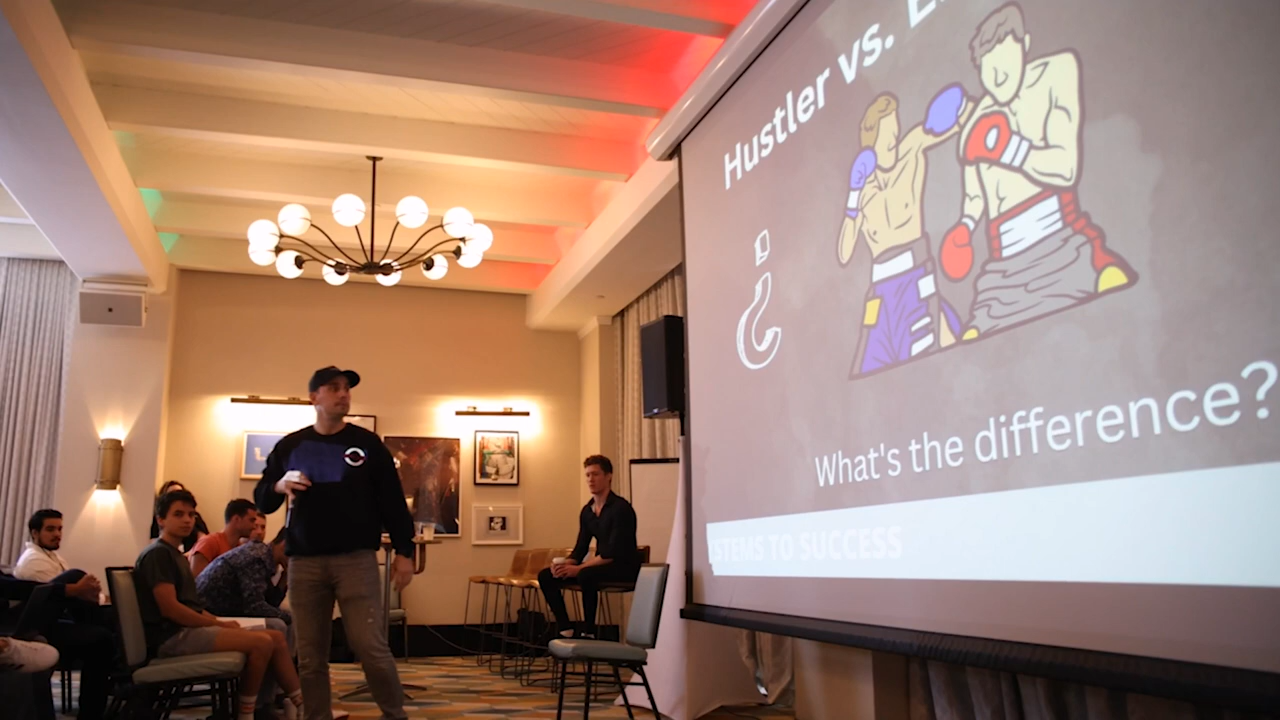 Hustler vs.
¿
What's the difference?
STEMS TO SUCCESS